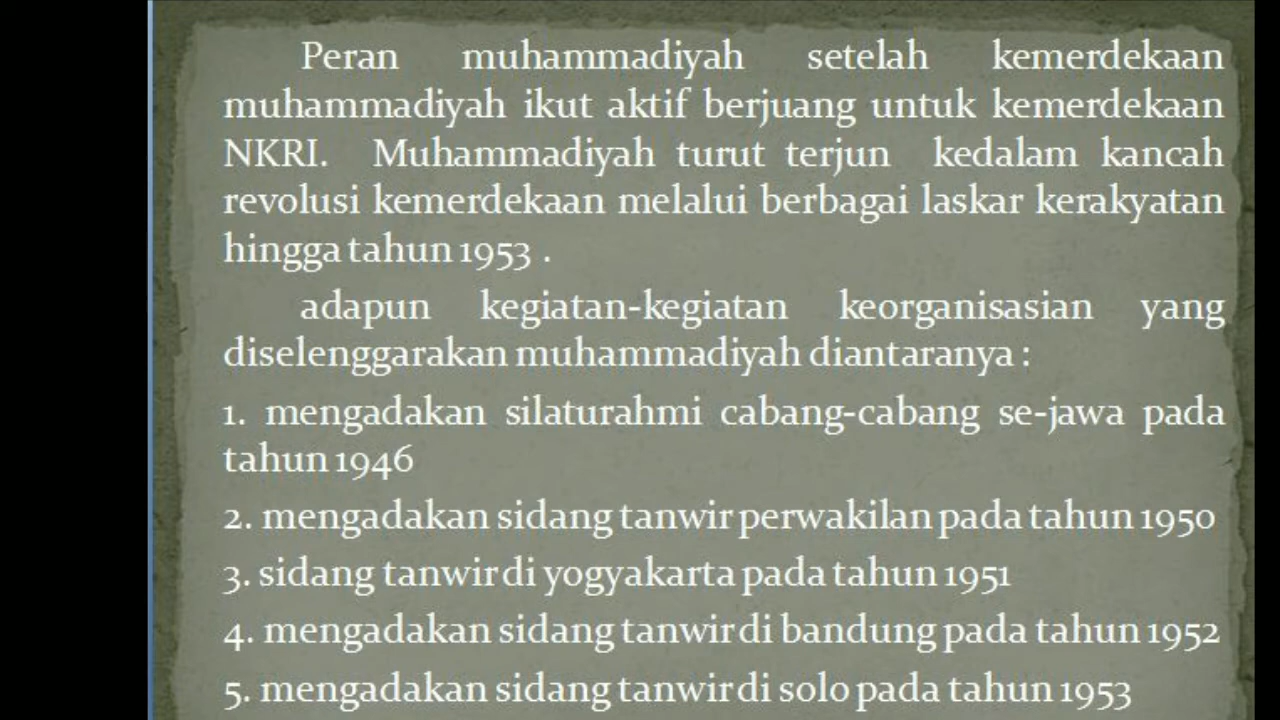 Peran muhammadiyah setelah kemerdekaan
muhammadiyah ikut aktif berjuang untuk kemerdekaan
NKRI. Muhammadiyah turut terjun kedalam kancah
revolusi kemerdekaan melalui berbagai laskar kerakyatan
hingga tahun 1953 .
adapun kegiatan-kegiatan keorganisasian yang
diselenggarakan muhammadiyah diantaranya :
1. mengadakan silaturahmi cabang-cabang se-jawa pada
tahun 1946
2. mengadakan sidang tanwir perwakilan pada tahun 1950
3. sidang tanwir di yogyakarta pada tahun 1951
4. mengadakan sidang tanwir di bandung pada tahun 1952
5. mengadakan sidang tanwir di solo pada tahun 1953